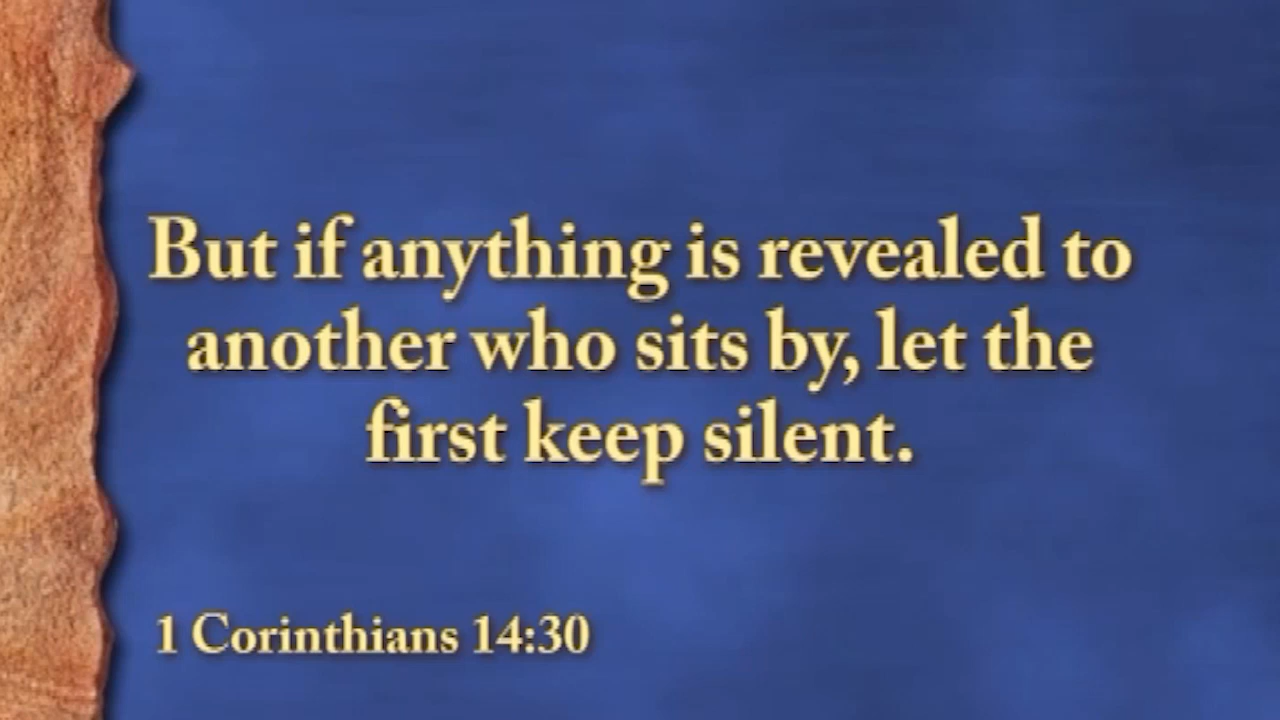 But if anything is revealed to
another who sits by, let the
first keep silent.
1 Corinthians 14:30